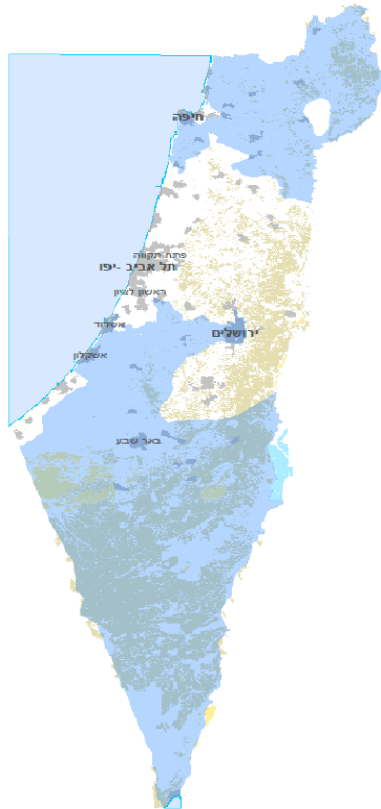 חיפה
פתח תקווה
תל אביב -יפו
ראשון לציון
אשדוד
ירושלים
אשקלון
באר שבע